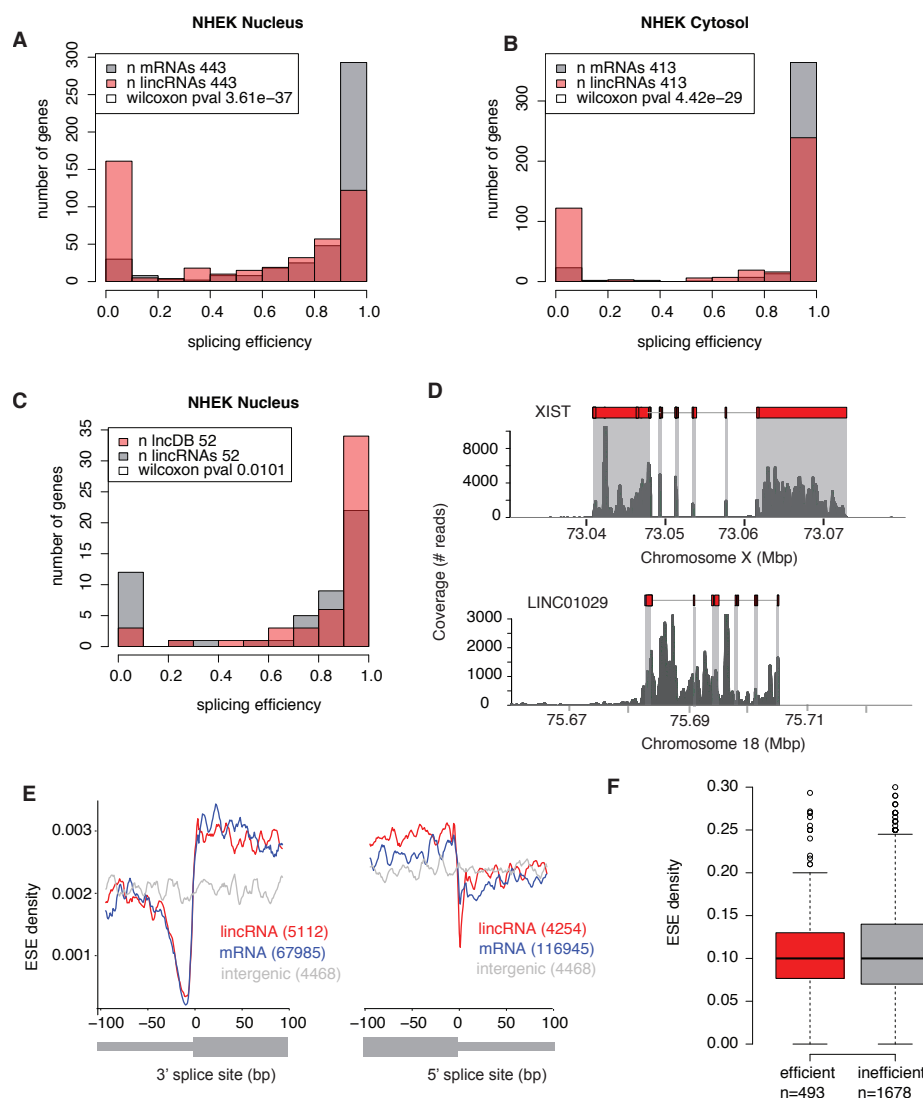 A
NHEK Nucleus
n mRNAs 443
n lincRNAs 443
wilcoxon pval 3.61e−37
number of genes
0 50 100 150 200 250 300
0.0 0.2 0.4 0.6 0.8 1.0
splicing efficiency
B
NHEK Cytosol
n mRNAs 413
n lincRNAs 413
wilcoxon pval 4.42e−29
number of genes
0 100 200 300
0.0 0.2 0.4 0.6 0.8 1.0
splicing efficiency
C
NHEK Nucleus
n lncDB 52
n lincRNAs 52
wilcoxon pval 0.0101
number of genes
0 5 10 15 20 25 30 35
0.0 0.2 0.4 0.6 0.8 1.0
splicing efficiency
D
XIST
8000
4000
0
73.04 73.05 73.06 73.07
Chromosome X (Mbp)
Coverage (# reads)
LINC01029
3000
2000
1000
0
75.67 75.69 75.71
Chromosome 18 (Mbp)
E
ESE density
0.003
0.002
0.001
lincRNA (5112)
mRNA (67985)
intergenic (4468)
−100 −50 0 50 100
3' splice site (bp)
lincRNA (4254)
mRNA (116945)
intergenic (4468)
−100 −50 0 50 100
5' splice site (bp)
F
ESE density
0.30
0.20
0.15
0.10
0.05
0.00
efficient inefficient
n=493 n=1678